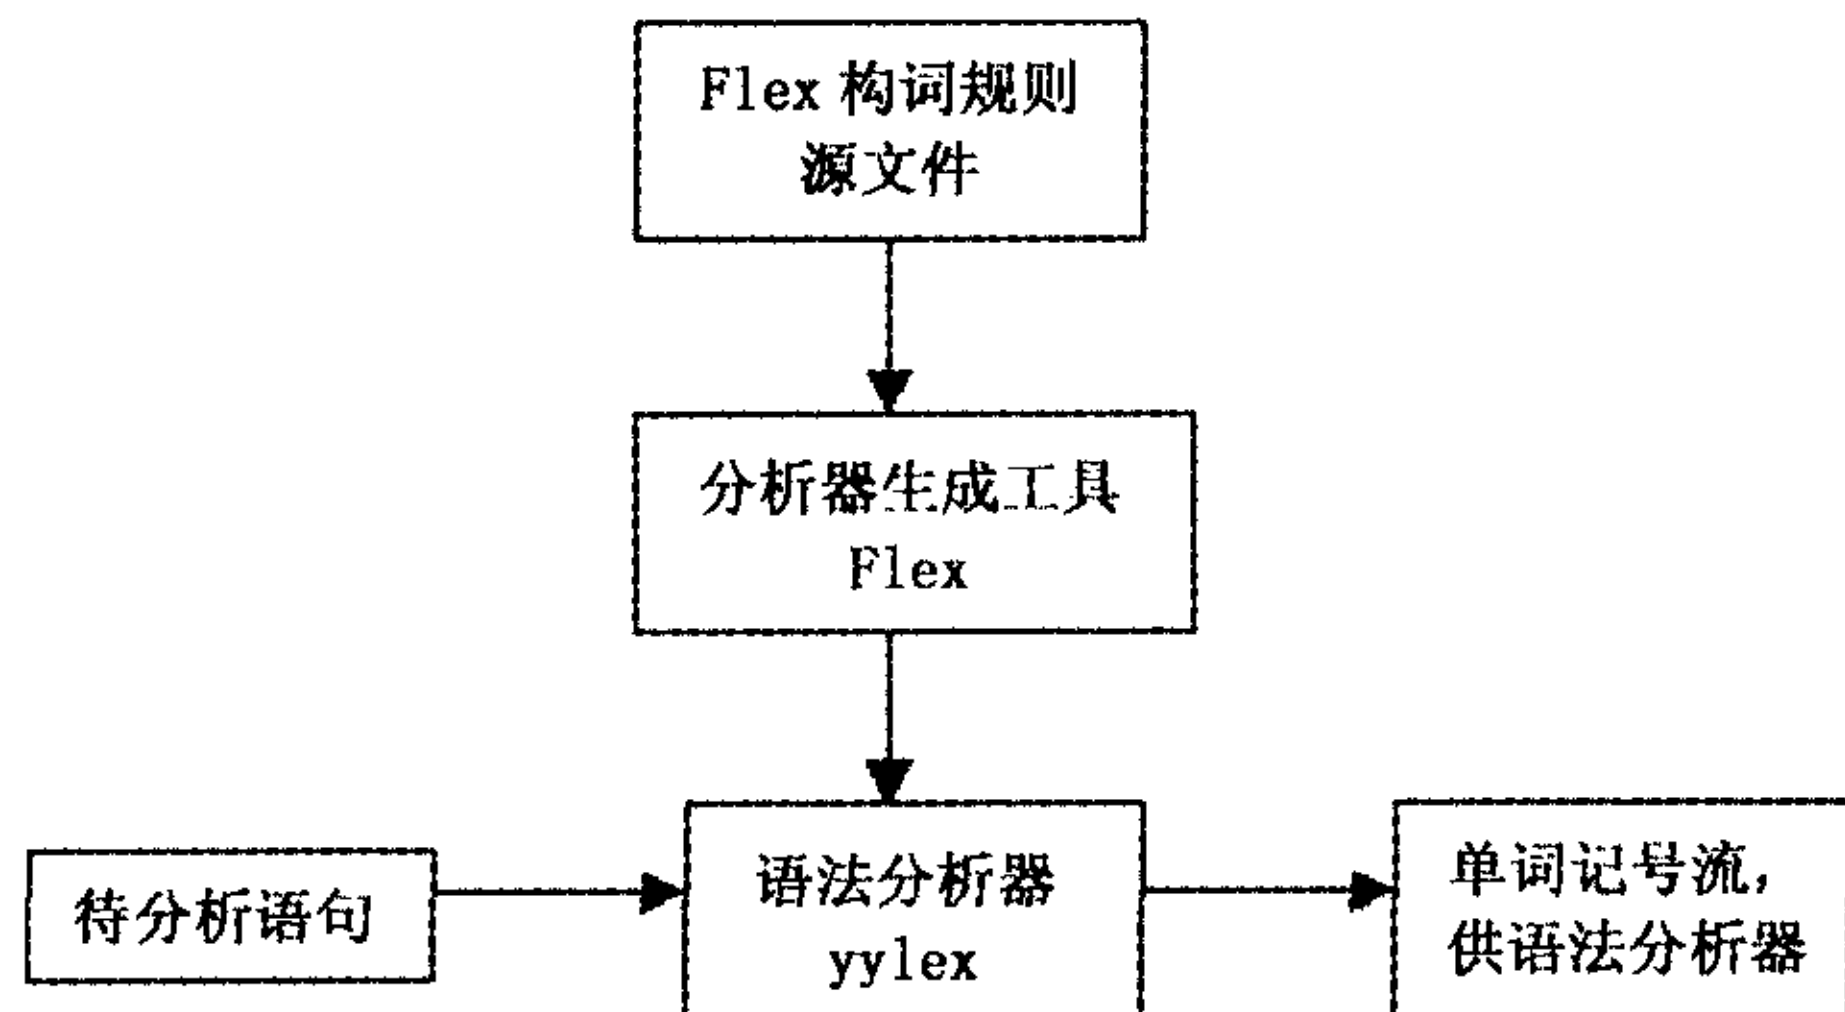 Flex 构词规则
源文件
分析器生成工具
Flex
待分析语句
语法分析器
yylex
单词记号流,
供语法分析器